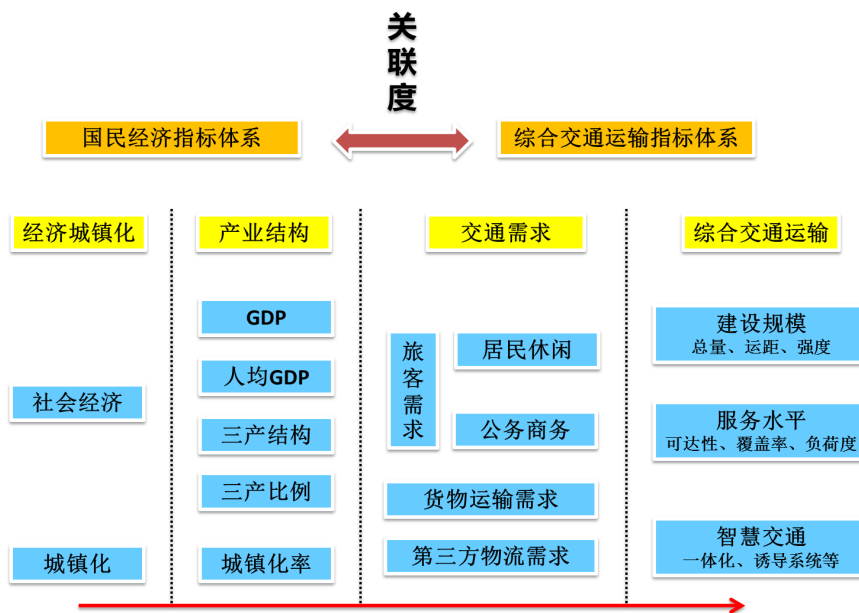 关
联
度
国民经济指标体系
综合交通运输指标体系
经济城镇化
产业结构
交通需求
综合交通运输
社会经济
城镇化
GDP
人均GDP
三产结构
三产比例
城镇化率
旅
客
需
求
居民休闲
公务商务
货物运输需求
第三方物流需求
建设规模
总量、运距、强度
服务水平
可达性、覆盖率、负荷度
智慧交通
一体化、诱导系统等